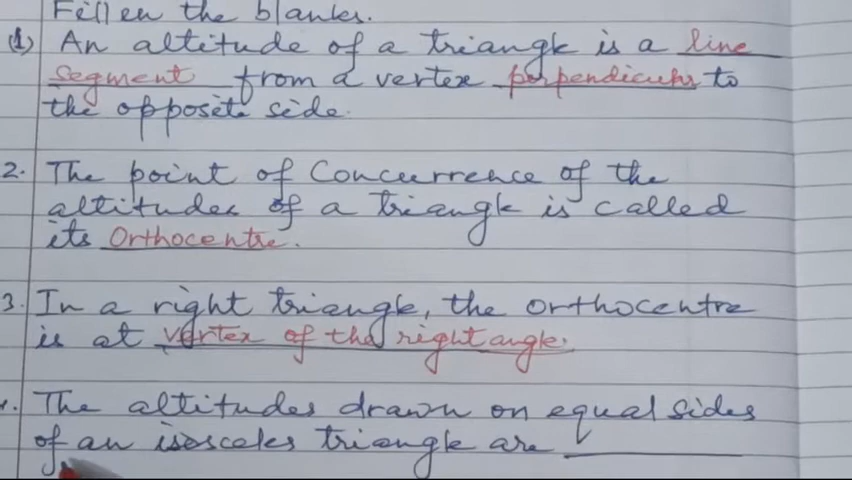 Fill en the blanks.
(1) An altitude of a triangle is a line
segment from a vertex perpendicular to
the opposite side.
2. The point of Concurrence of the
altitudes of a triangle is called
its Orthocentre.
3. In a right triangle, the orthocentre
is at vertex of the right angle.
4. The altitudes drawn on equal sides
of an isosceles triangle are ________